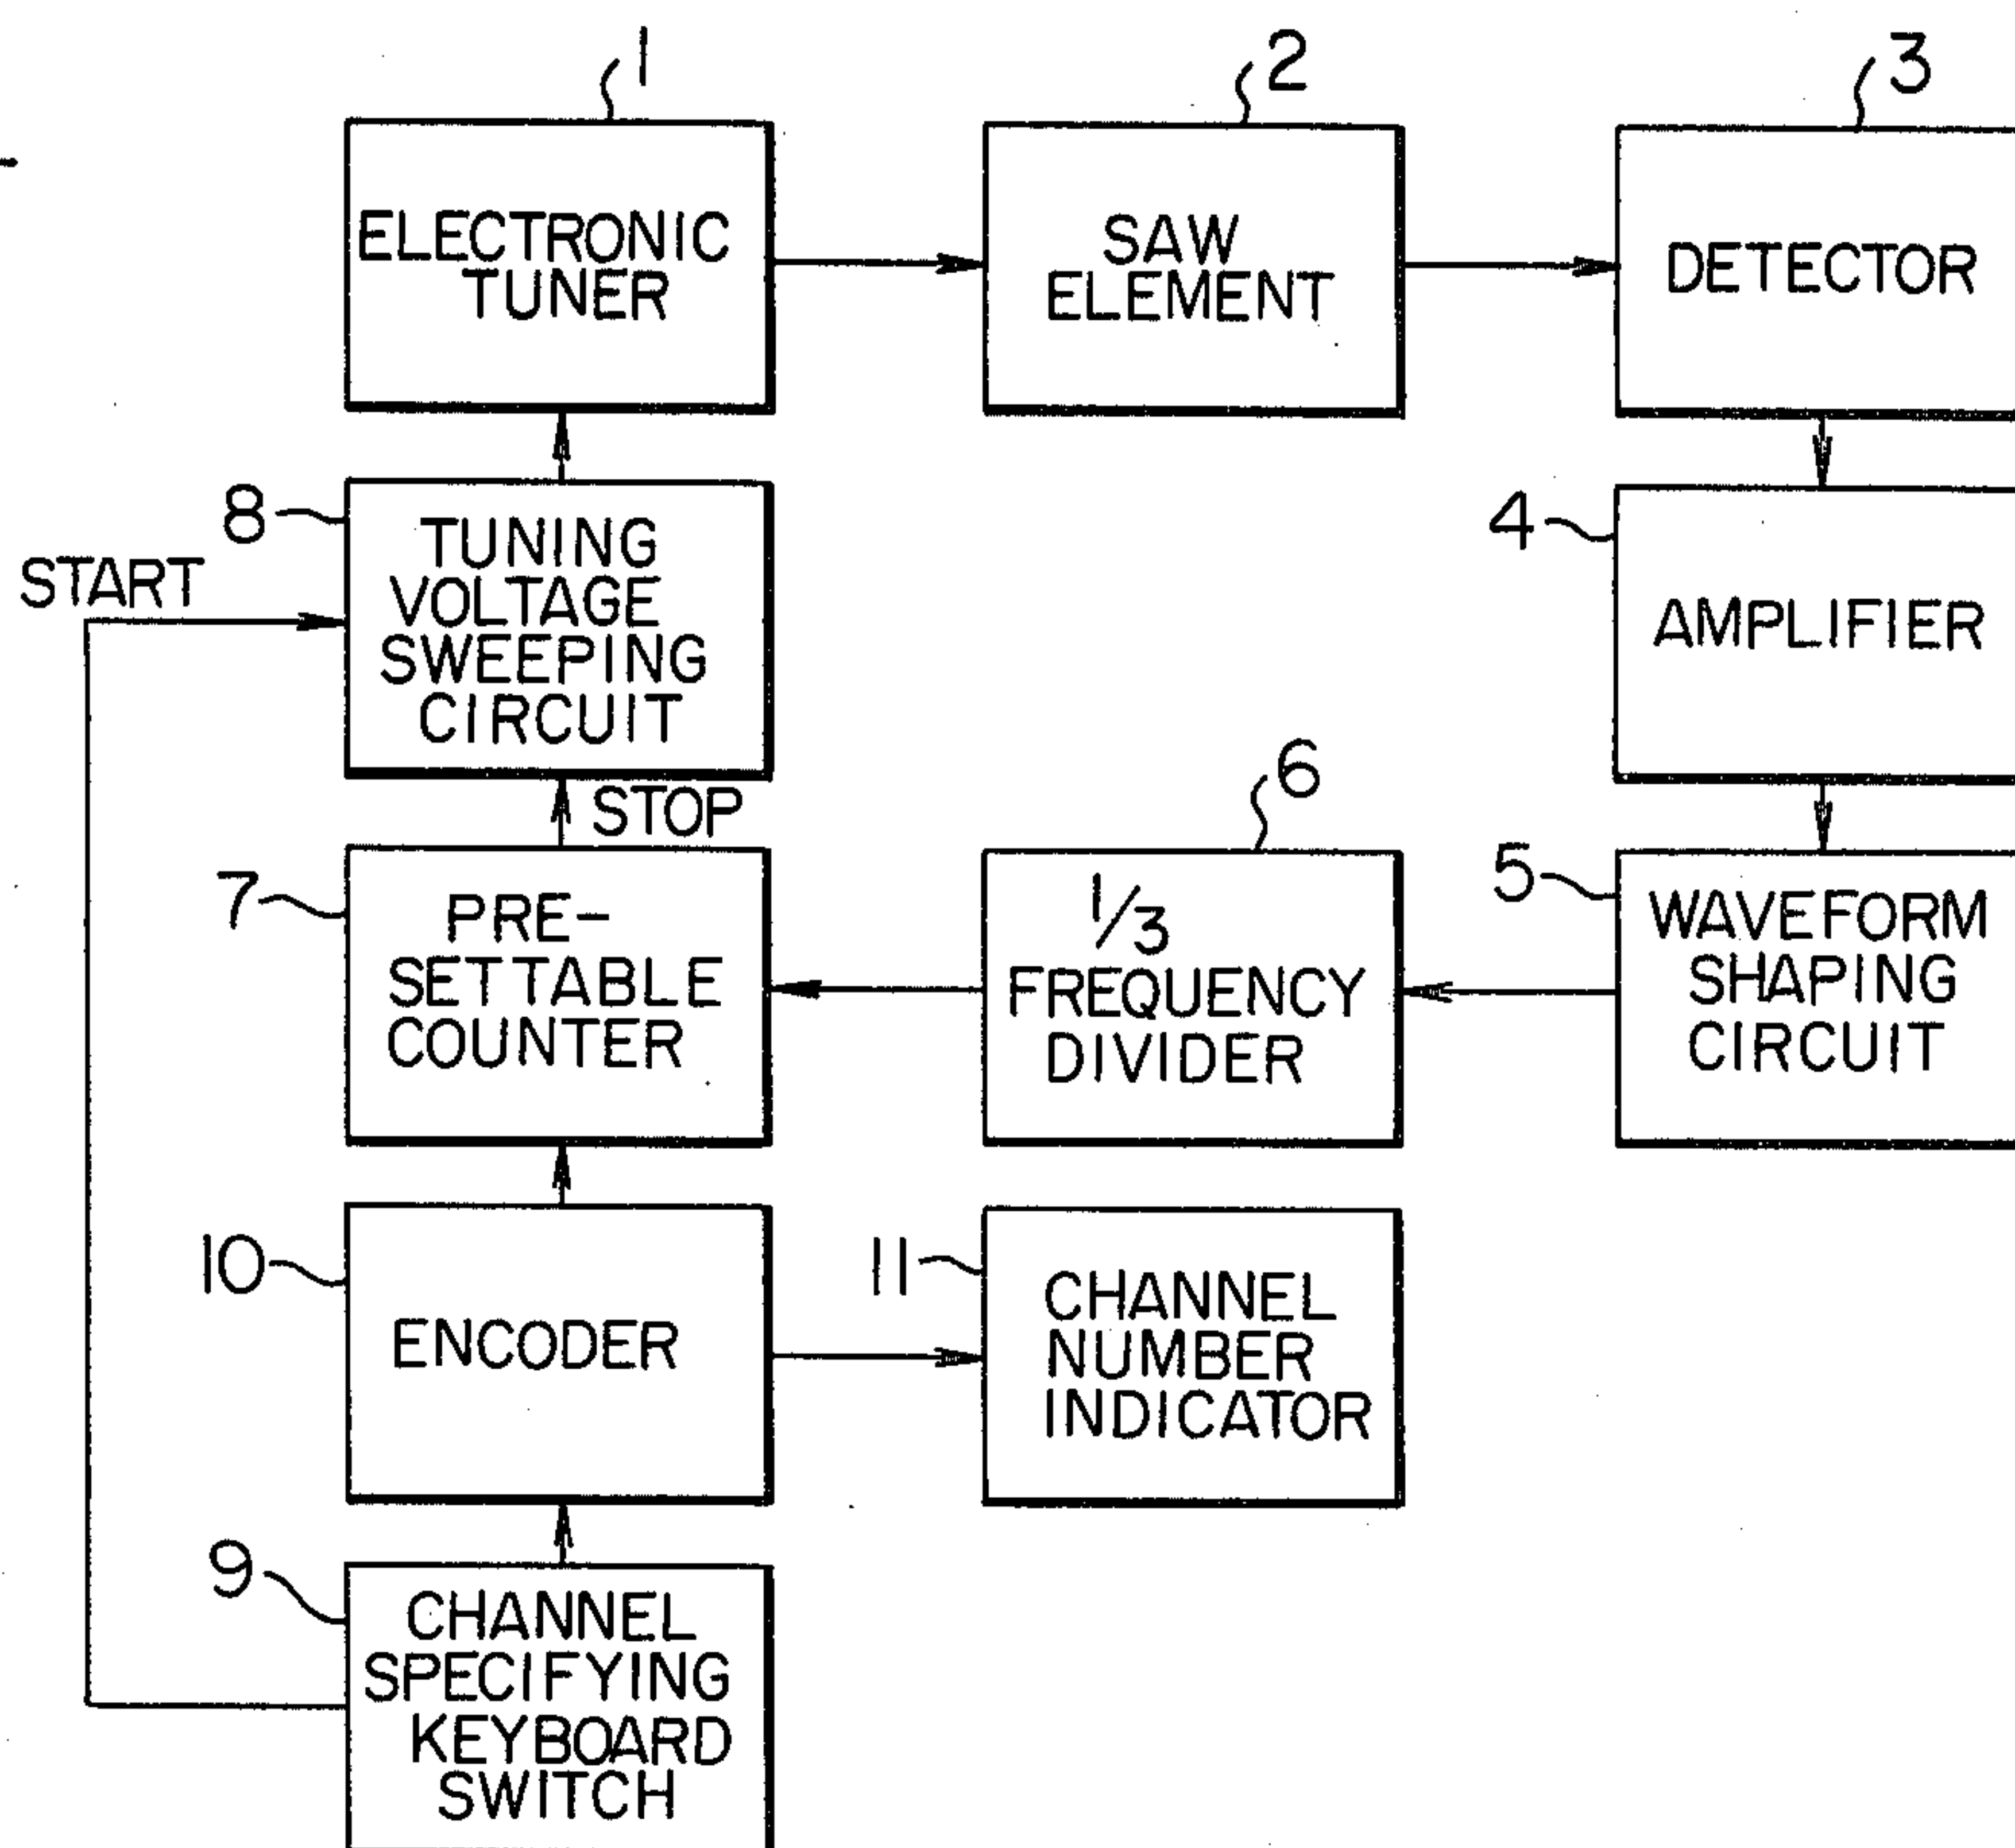 1
2
3
ELECTRONIC
TUNER
SAW
ELEMENT
DETECTOR
8
START
TUNING
VOLTAGE
SWEEPING
CIRCUIT
4
AMPLIFIER
STOP
7
PRE-
SETTABLE
COUNTER
6
1/3
FREQUENCY
DIVIDER
5
WAVEFORM
SHAPING
CIRCUIT
10
ENCODER
11
CHANNEL
NUMBER
INDICATOR
9
CHANNEL
SPECIFYING
KEYBOARD
SWITCH